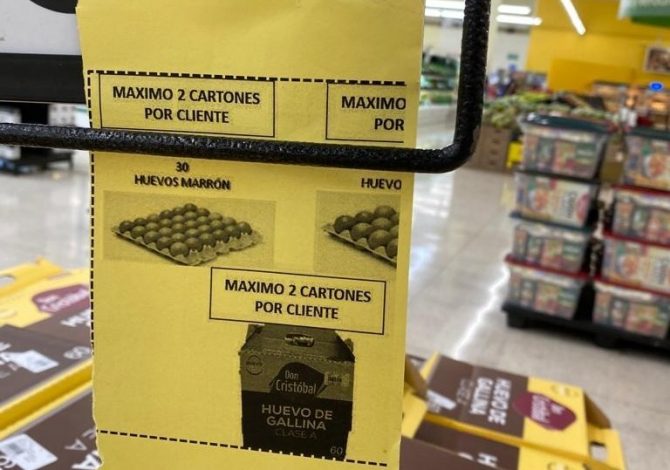 MAXIMO 2 CARTONES
POR CLIENTE
MAXIMO
POR
30
HUEVOS MARRÓN
HUEVO
MAXIMO 2 CARTONES
POR CLIENTE
Don
Cristóbal
HUEVO DE
GALLINA
CLASE A
60
HUEVO DE
GALLINA